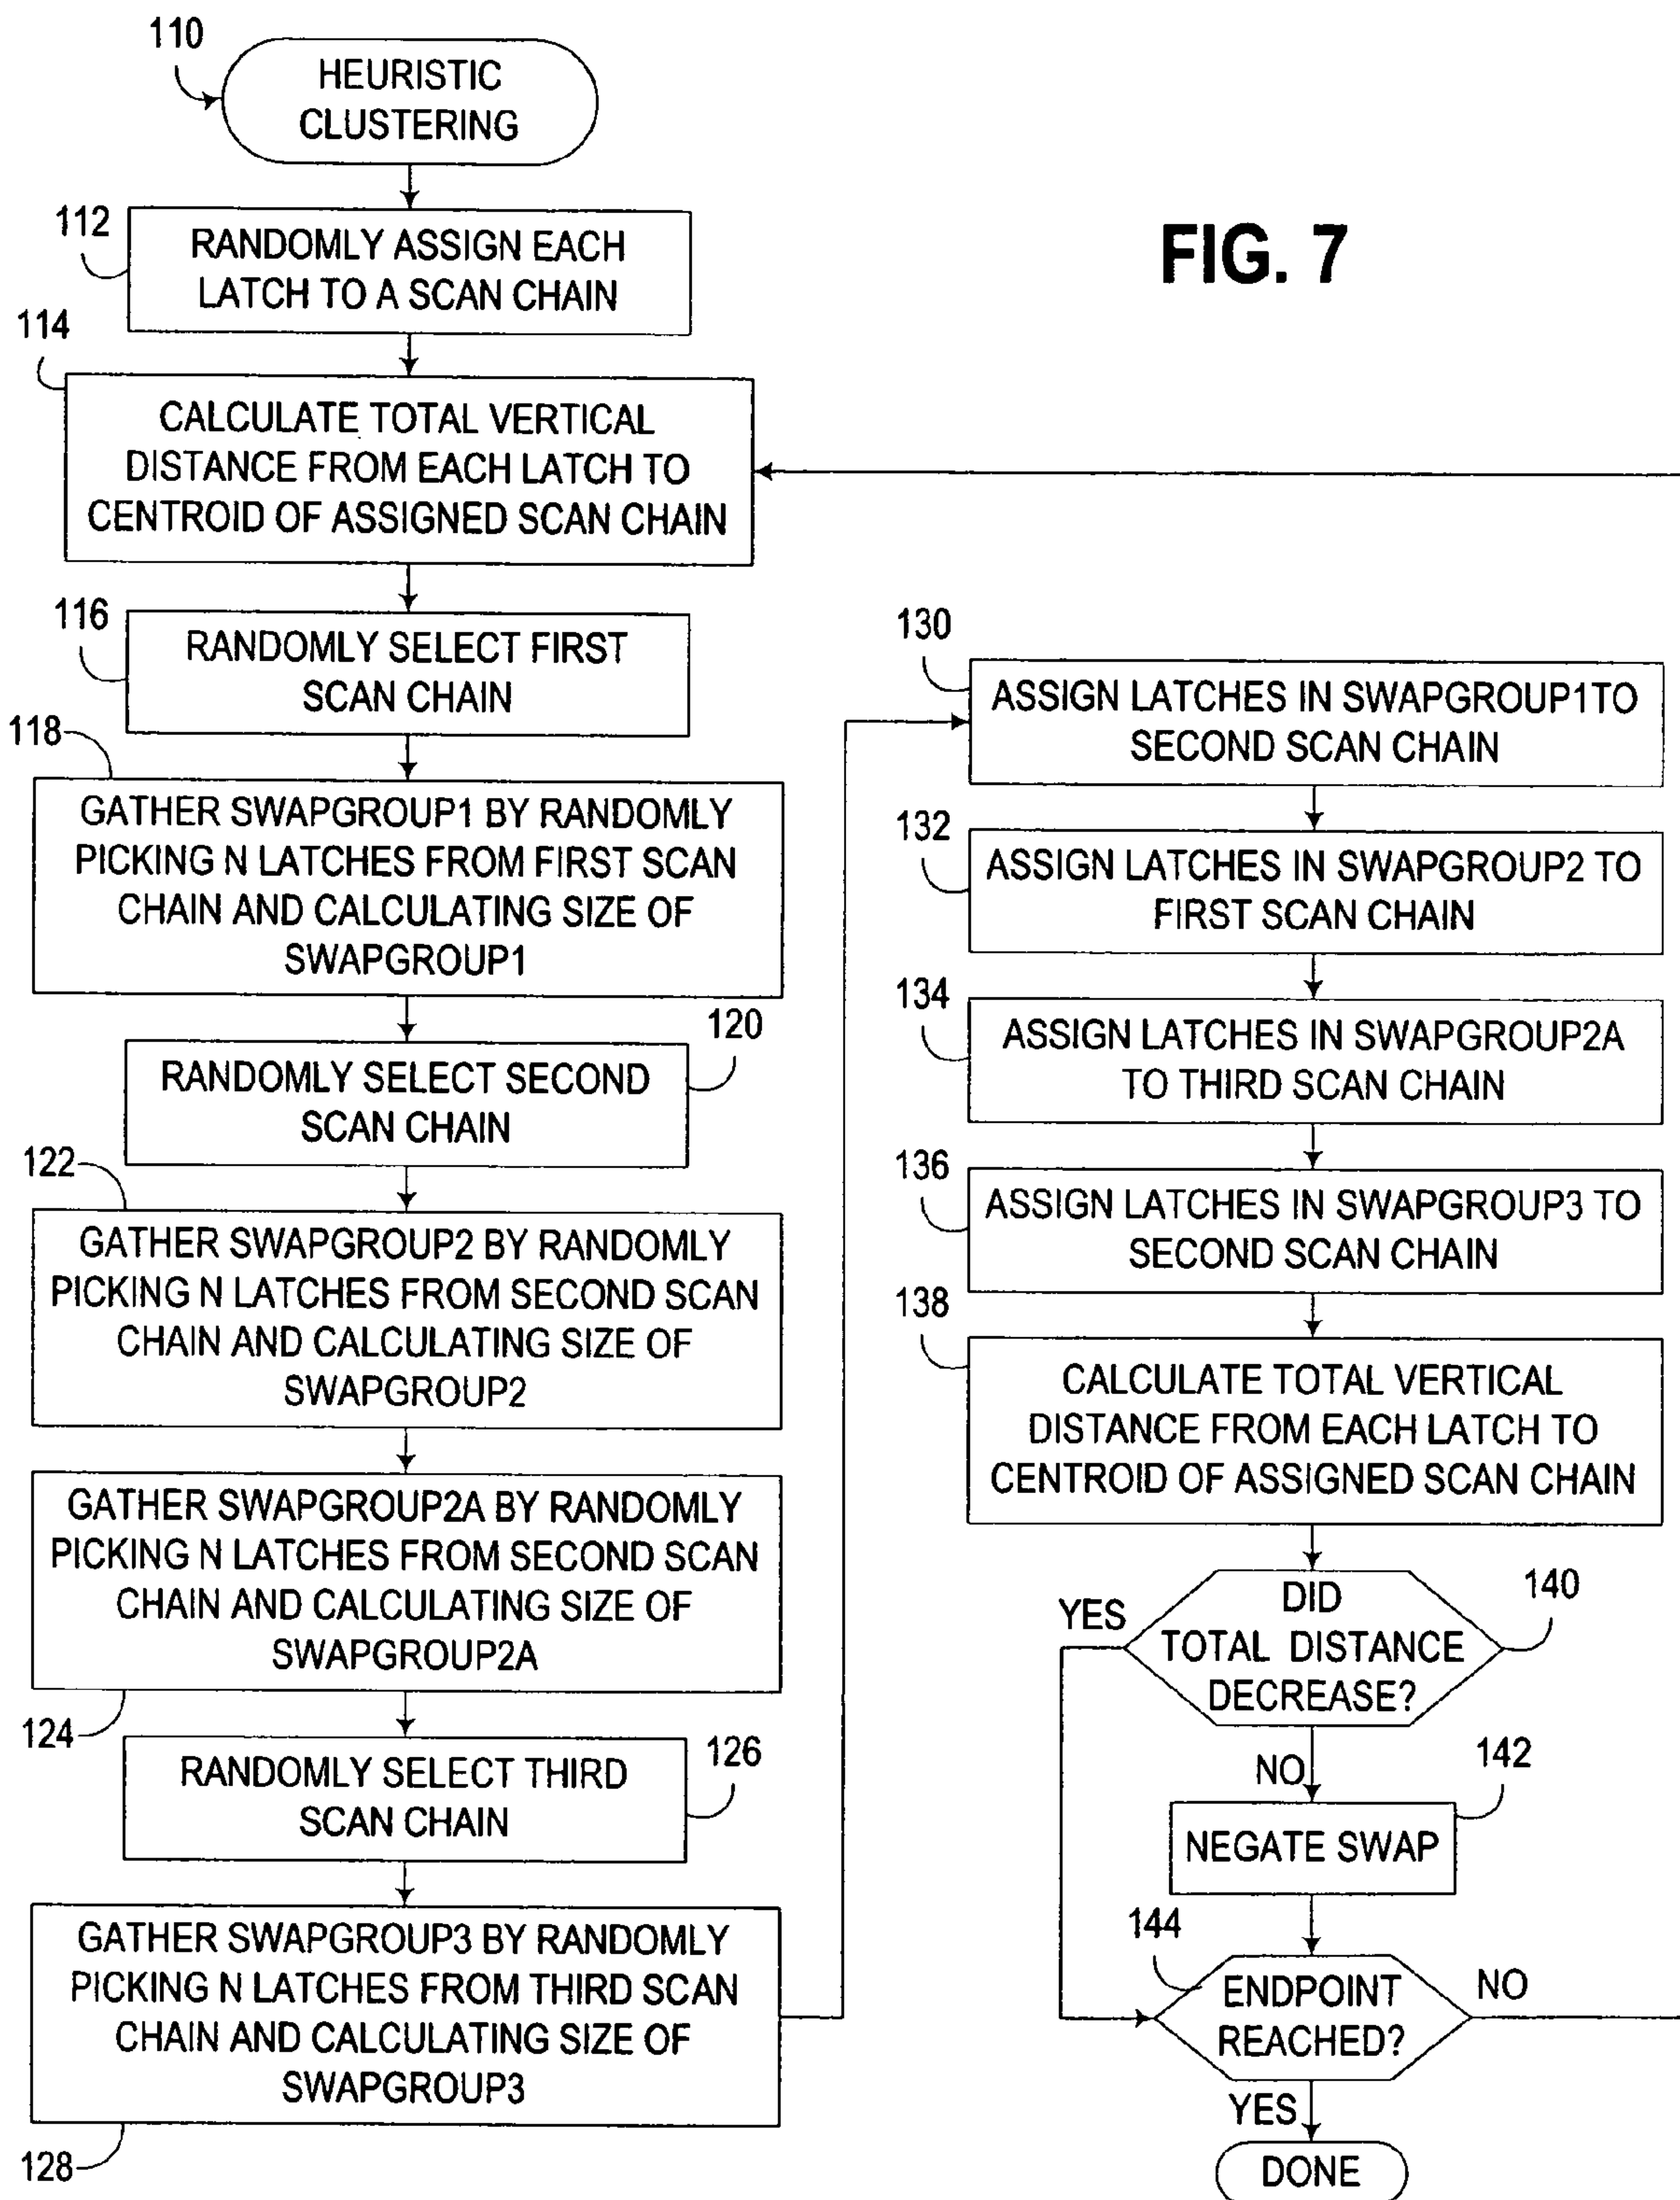 110
HEURISTIC
CLUSTERING
FIG. 7
112
RANDOMLY ASSIGN EACH
LATCH TO A SCAN CHAIN
114
CALCULATE TOTAL VERTICAL
DISTANCE FROM EACH LATCH TO
CENTROID OF ASSIGNED SCAN CHAIN
116
RANDOMLY SELECT FIRST
SCAN CHAIN
118
GATHER SWAPGROUP1 BY RANDOMLY
PICKING N LATCHES FROM FIRST SCAN
CHAIN AND CALCULATING SIZE OF
SWAPGROUP1
120
RANDOMLY SELECT SECOND
SCAN CHAIN
122
GATHER SWAPGROUP2 BY RANDOMLY
PICKING N LATCHES FROM SECOND SCAN
CHAIN AND CALCULATING SIZE OF
SWAPGROUP2
GATHER SWAPGROUP2A BY RANDOMLY
PICKING N LATCHES FROM SECOND SCAN
CHAIN AND CALCULATING SIZE OF
SWAPGROUP2A
124
126
RANDOMLY SELECT THIRD
SCAN CHAIN
GATHER SWAPGROUP3 BY RANDOMLY
PICKING N LATCHES FROM THIRD SCAN
CHAIN AND CALCULATING SIZE OF
SWAPGROUP3
128
130
ASSIGN LATCHES IN SWAPGROUP1TO
SECOND SCAN CHAIN
132
ASSIGN LATCHES IN SWAPGROUP2 TO
FIRST SCAN CHAIN
134
ASSIGN LATCHES IN SWAPGROUP2A
TO THIRD SCAN CHAIN
136
ASSIGN LATCHES IN SWAPGROUP3 TO
SECOND SCAN CHAIN
138
CALCULATE TOTAL VERTICAL
DISTANCE FROM EACH LATCH TO
CENTROID OF ASSIGNED SCAN CHAIN
140
YES
DID
TOTAL DISTANCE
DECREASE?
NO
142
NEGATE SWAP
144
ENDPOINT
REACHED?
NO
YES
DONE